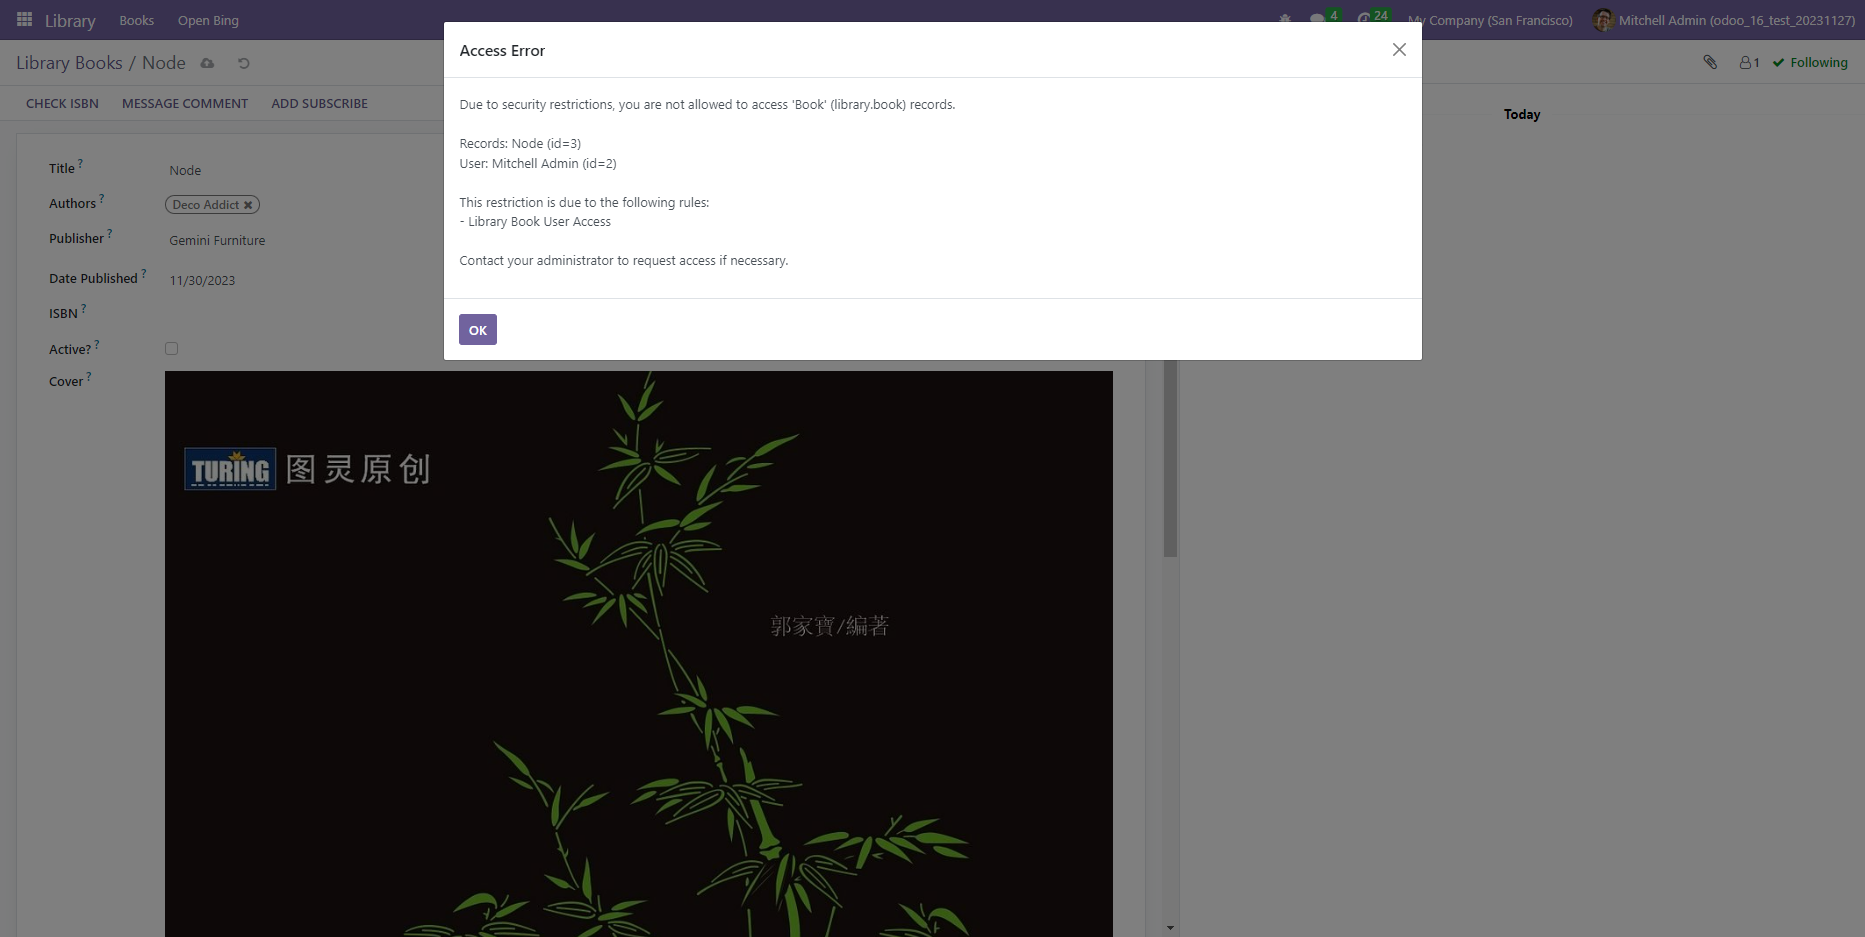 Library Books Open Bing 4 24 My Company (San Francisco) Mitchell Admin (odoo_16_test_20231127)
Library Books / Node
1 Following
CHECK ISBN MESSAGE COMMENT ADD SUBSCRIBE
Today
Access Error
Due to security restrictions, you are not allowed to access 'Book' (library.book) records.
Records: Node (id=3)
User: Mitchell Admin (id=2)
This restriction is due to the following rules:
- Library Book User Access
Contact your administrator to request access if necessary.
OK
Title ? Node
Authors ? Deco Addict
Publisher ? Gemini Furniture
Date Published ? 11/30/2023
ISBN ?
Active? ?
Cover ?
TURING 图灵原创
郭家寶/編著